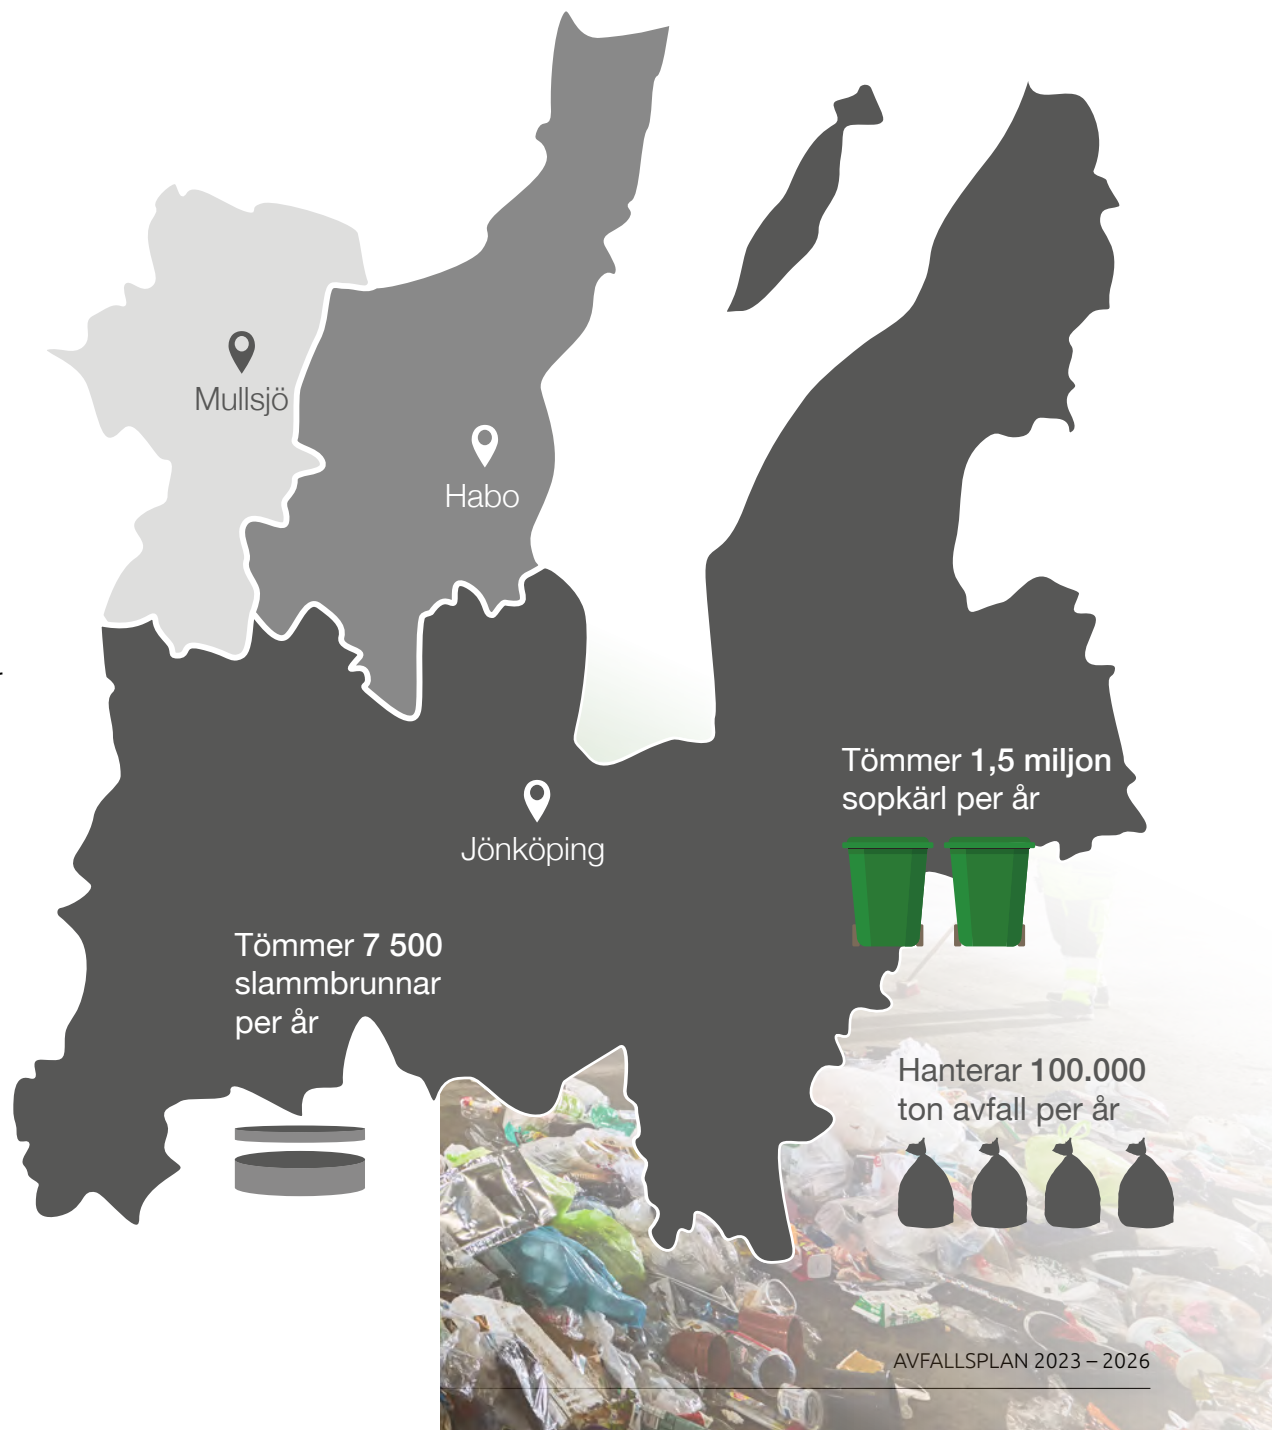 Mullsjö
Habo
Jönköping
Tömmer 1,5 miljon
sopkärl per år
Tömmer 7 500
slammbrunnar
per år
Hanterar 100.000
ton avfall per år
AVFALLSPLAN 2023 – 2026